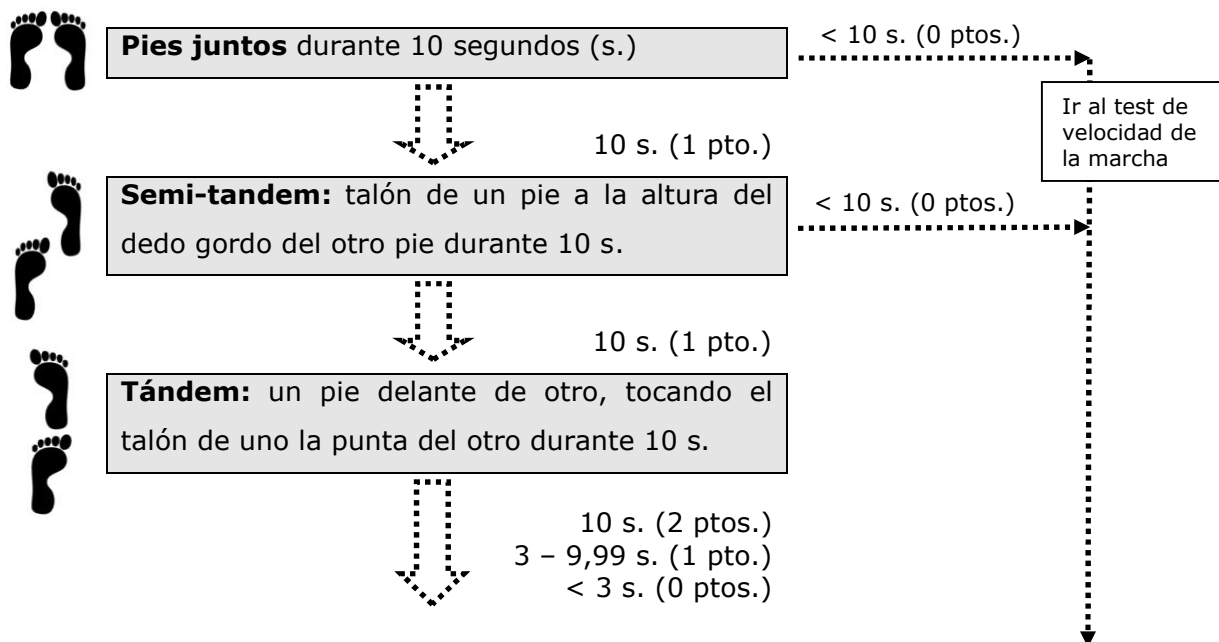 Pies juntos durante 10 segundos (s.)
< 10 s. (0 ptos.)
Ir al test de
velocidad de
la marcha
10 s. (1 pto.)
Semi-tandem: talón de un pie a la altura del
dedo gordo del otro pie durante 10 s.
< 10 s. (0 ptos.)
10 s. (1 pto.)
Tándem: un pie delante de otro, tocando el
talón de uno la punta del otro durante 10 s.
10 s. (2 ptos.)
3 – 9,99 s. (1 pto.)
< 3 s. (0 ptos.)